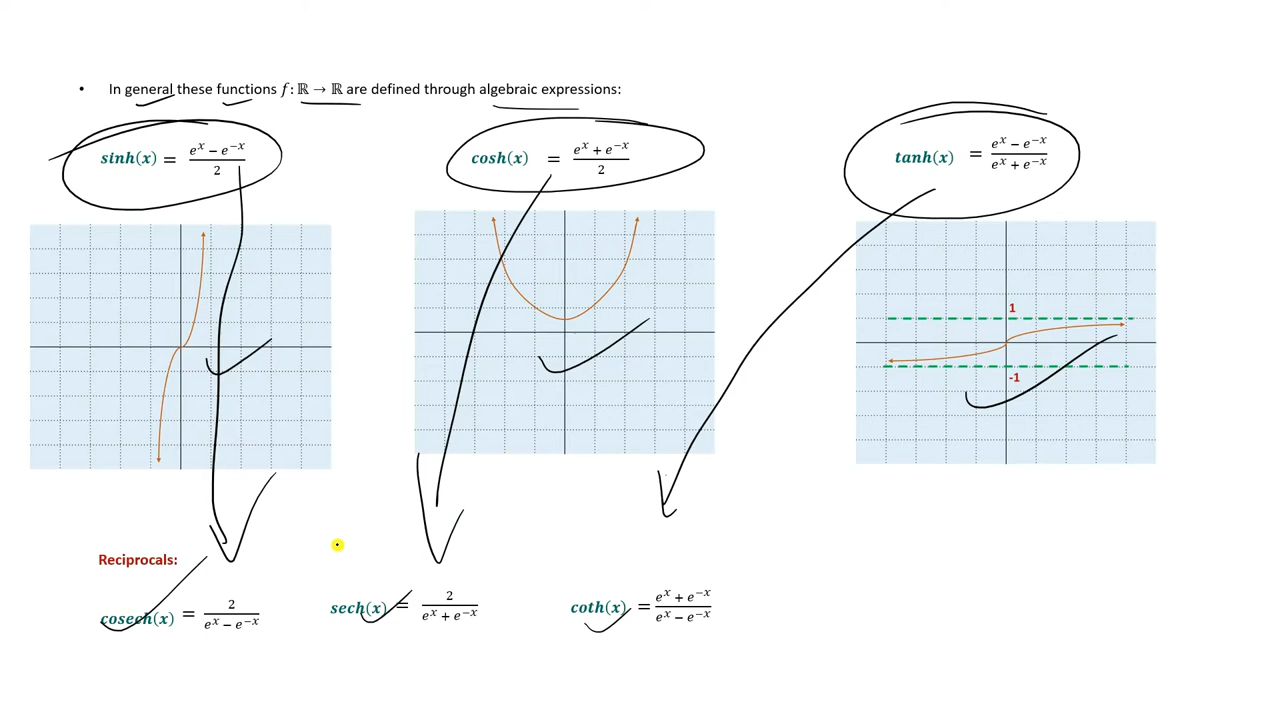 • In general these functions f: ℝ → ℝ are defined through algebraic expressions:
sinh(x) = (e^x − e^−x)/2
cosh(x) = (e^x + e^−x)/2
tanh(x) = (e^x − e^−x)/(e^x + e^−x)
1
-1
Reciprocals:
cosech(x) = 2/(e^x − e^−x)
sech(x) = 2/(e^x + e^−x)
coth(x) = (e^x + e^−x)/(e^x − e^−x)